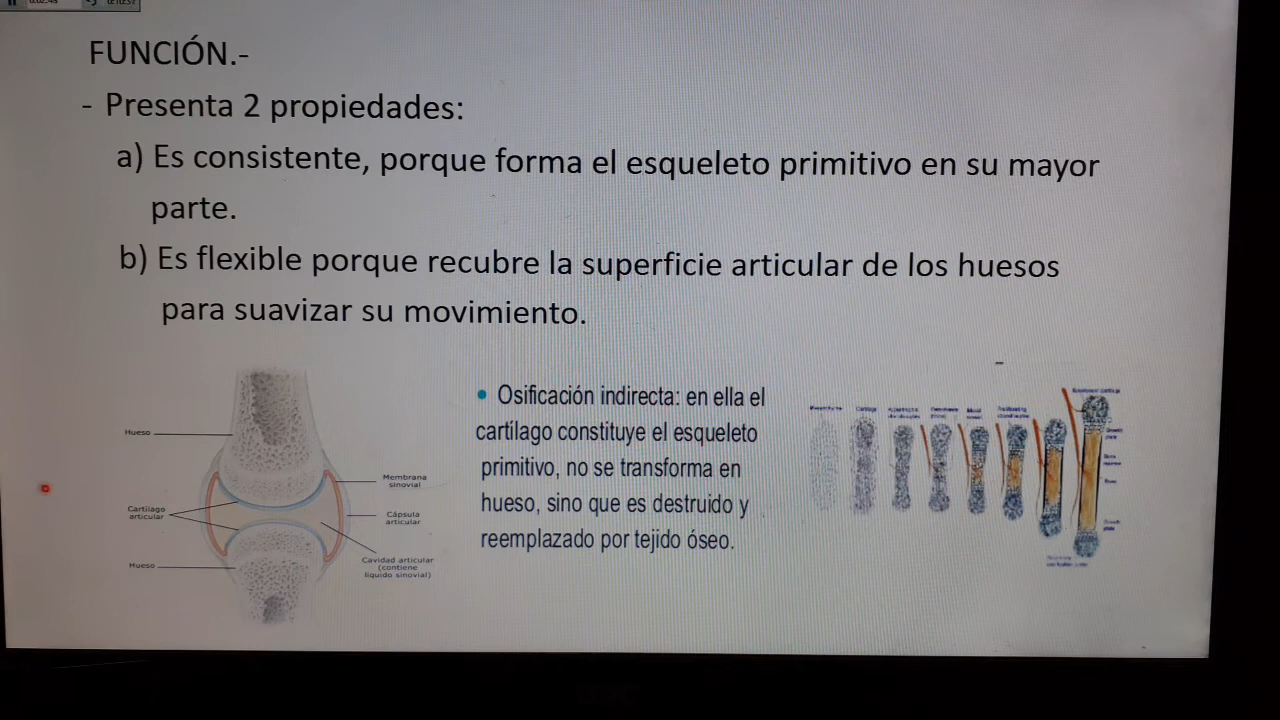 FUNCIÓN.-
- Presenta 2 propiedades:
a) Es consistente, porque forma el esqueleto primitivo en su mayor
parte.
b) Es flexible porque recubre la superficie articular de los huesos
para suavizar su movimiento.
Hueso
Cartílago
articular
Hueso
Membrana
sinovial
Cápsula
articular
Cavidad articular
(contiene
líquido sinovial)
• Osificación indirecta: en ella el
cartílago constituye el esqueleto
primitivo, no se transforma en
hueso, sino que es destruido y
reemplazado por tejido óseo.
Cartilage